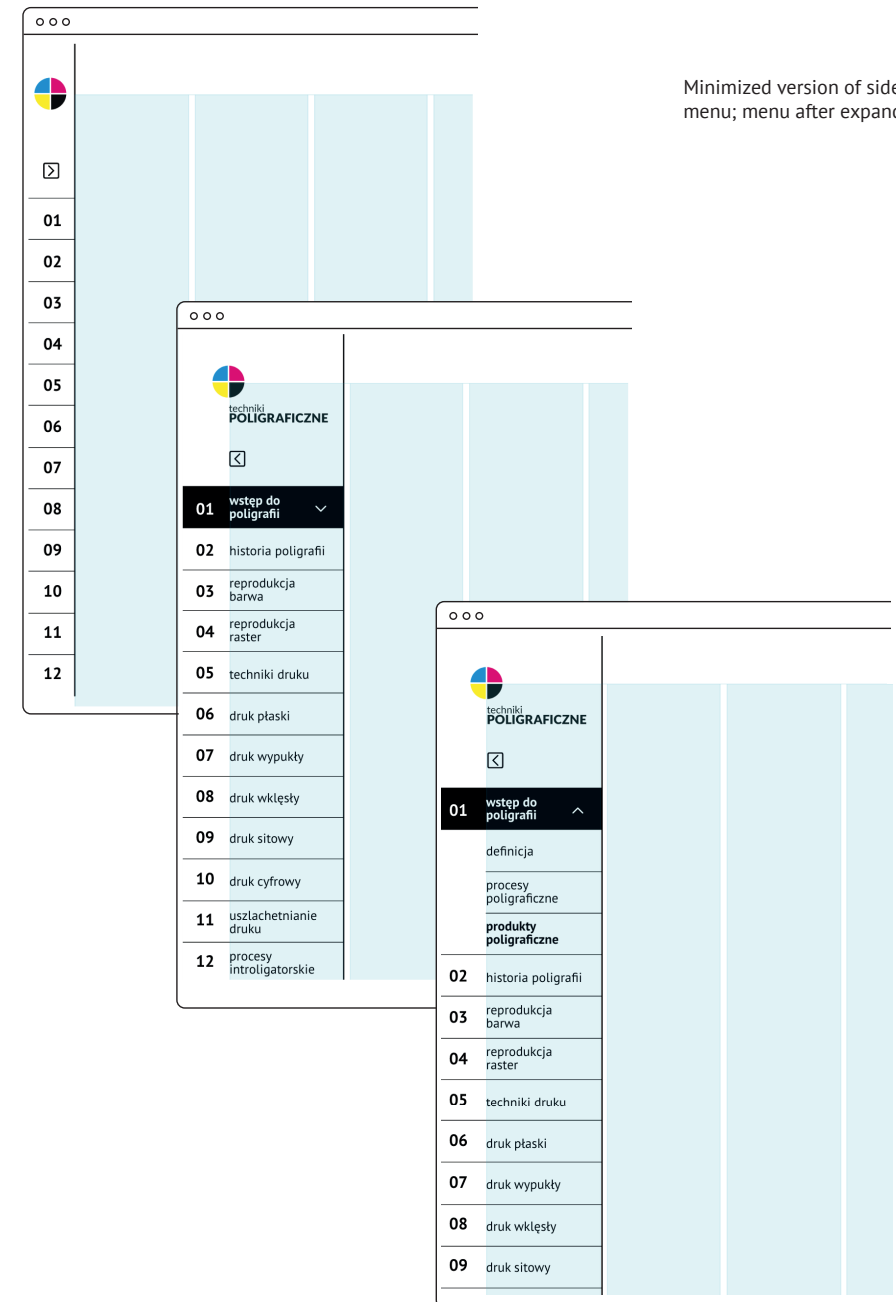 Minimized version of side
menu; menu after expand
01
02
03
04
05
06
07
08
09
10
11
12
techniki
POLIGRAFICZNE
01 wstęp do
poligrafii
02 historia poligrafii
03 reprodukcja
barwa
04 reprodukcja
raster
05 techniki druku
06 druk płaski
07 druk wypukły
08 druk wklęsły
09 druk sitowy
10 druk cyfrowy
11 uszlachetnianie
druku
12 procesy
introligatorskie
techniki
POLIGRAFICZNE
01 wstęp do
poligrafii
definicja
procesy
poligraficzne
produkty
poligraficzne
02 historia poligrafii
03 reprodukcja
barwa
04 reprodukcja
raster
05 techniki druku
06 druk płaski
07 druk wypukły
08 druk wklęsły
09 druk sitowy